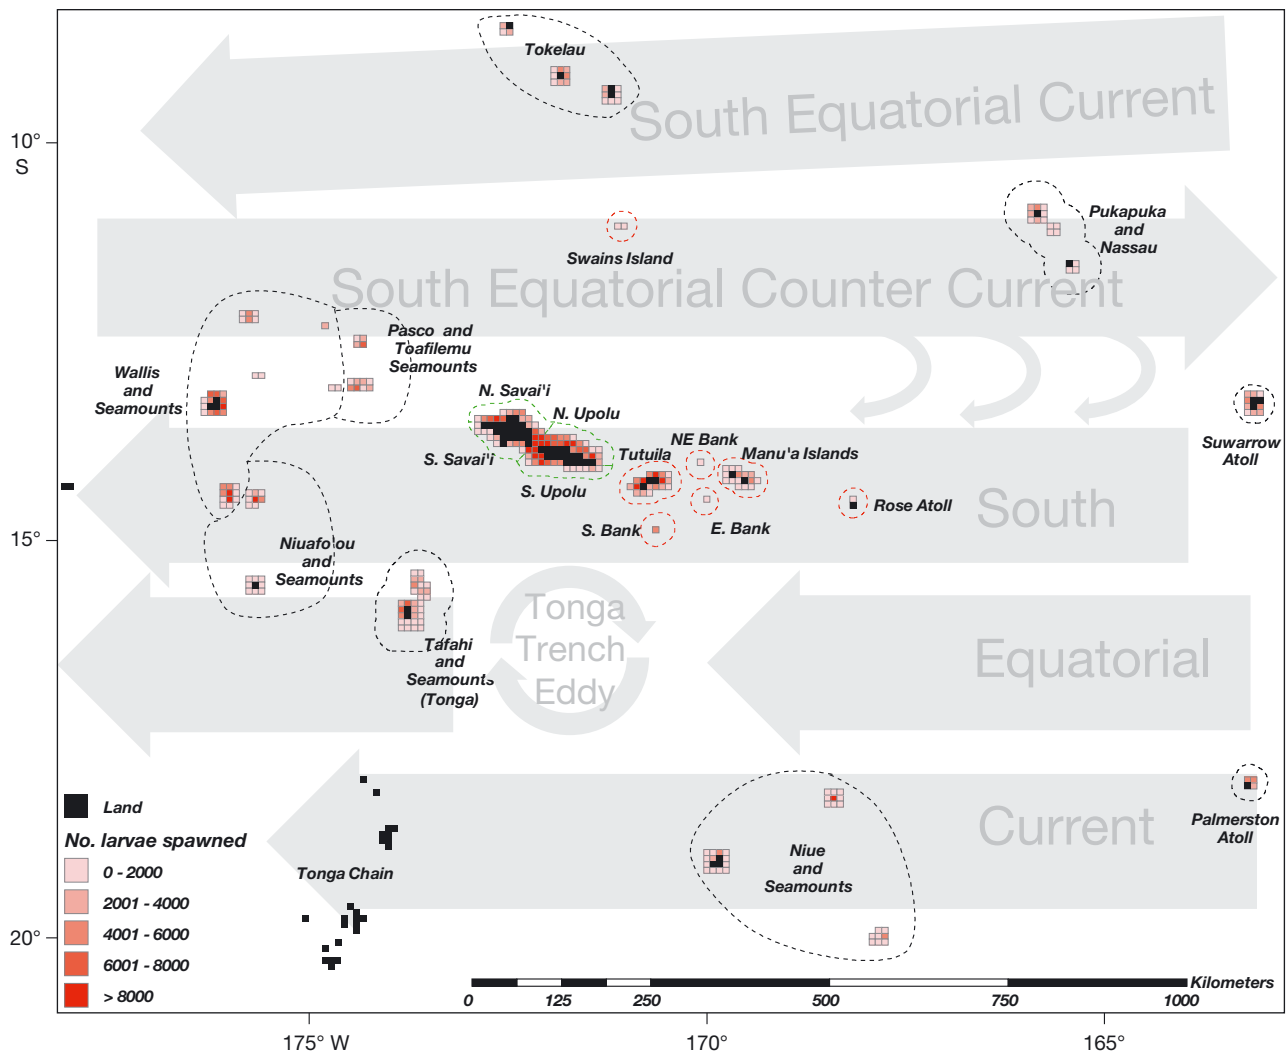 Tokelau
South Equatorial Current
10°
S
Pukapuka
and
Nassau
Swains Island
South Equatorial Counter Current
Pasco and
Toafilemu
Seamounts
Wallis
and
Seamounts
N. Savai'i
N. Upolu
S. Savai'i
S. Upolu
Tutuila
NE Bank
Manu'a Islands
Suwarrow
Atoll
S. Bank
E. Bank
Rose Atoll
South
15°
Niuafo'ou
and
Seamounts
Tafahi
and
Seamounts
(Tonga)
Tonga
Trench
Eddy
Equatorial
Land
No. larvae spawned
0 - 2000
2001 - 4000
4001 - 6000
6001 - 8000
> 8000
Tonga Chain
Current
Palmerston
Atoll
Niue
and
Seamounts
20°
Kilometers
0 125 250 500 750 1000
175° W 170° 165°